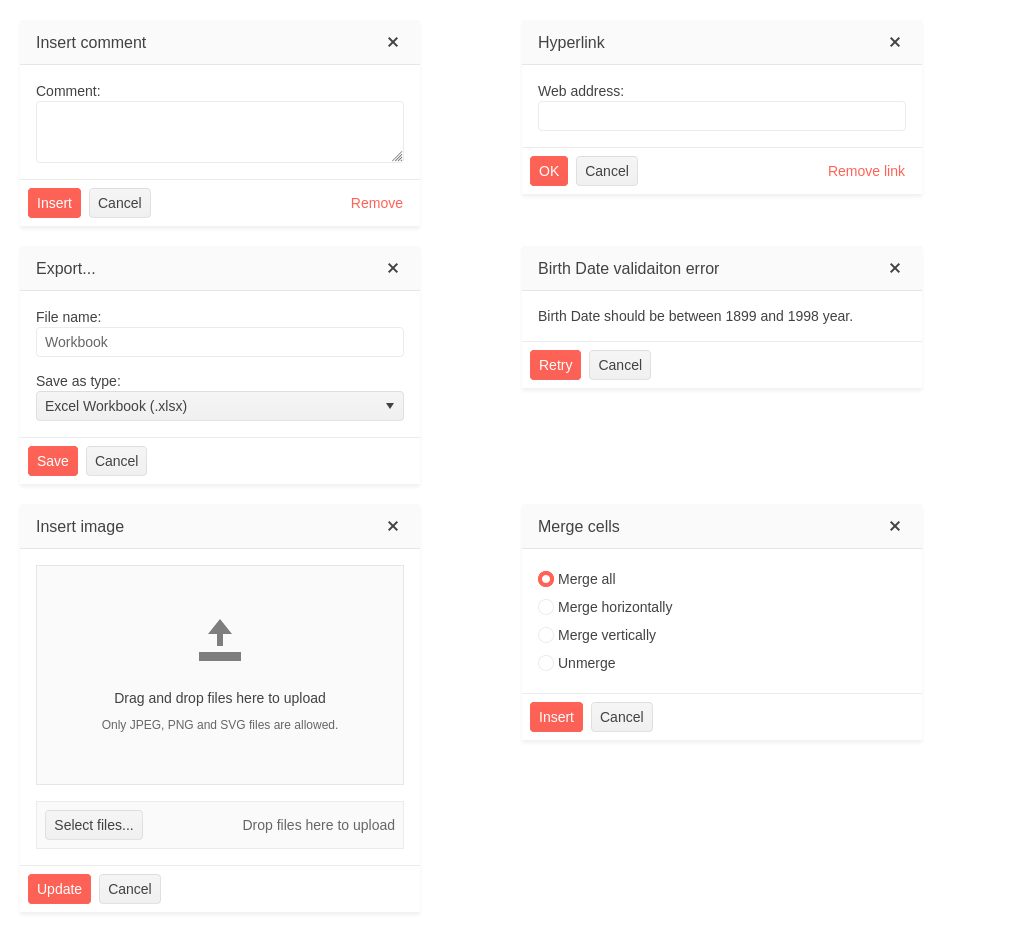 Insert comment
Comment:
Insert
Cancel
Remove
Hyperlink
Web address:
OK
Cancel
Remove link
Export...
File name:
Workbook
Save as type:
Excel Workbook (.xlsx)
Save
Cancel
Birth Date validaiton error
Birth Date should be between 1899 and 1998 year.
Retry
Cancel
Insert image
Drag and drop files here to upload
Only JPEG, PNG and SVG files are allowed.
Select files...
Drop files here to upload
Update
Cancel
Merge cells
Merge all
Merge horizontally
Merge vertically
Unmerge
Insert
Cancel